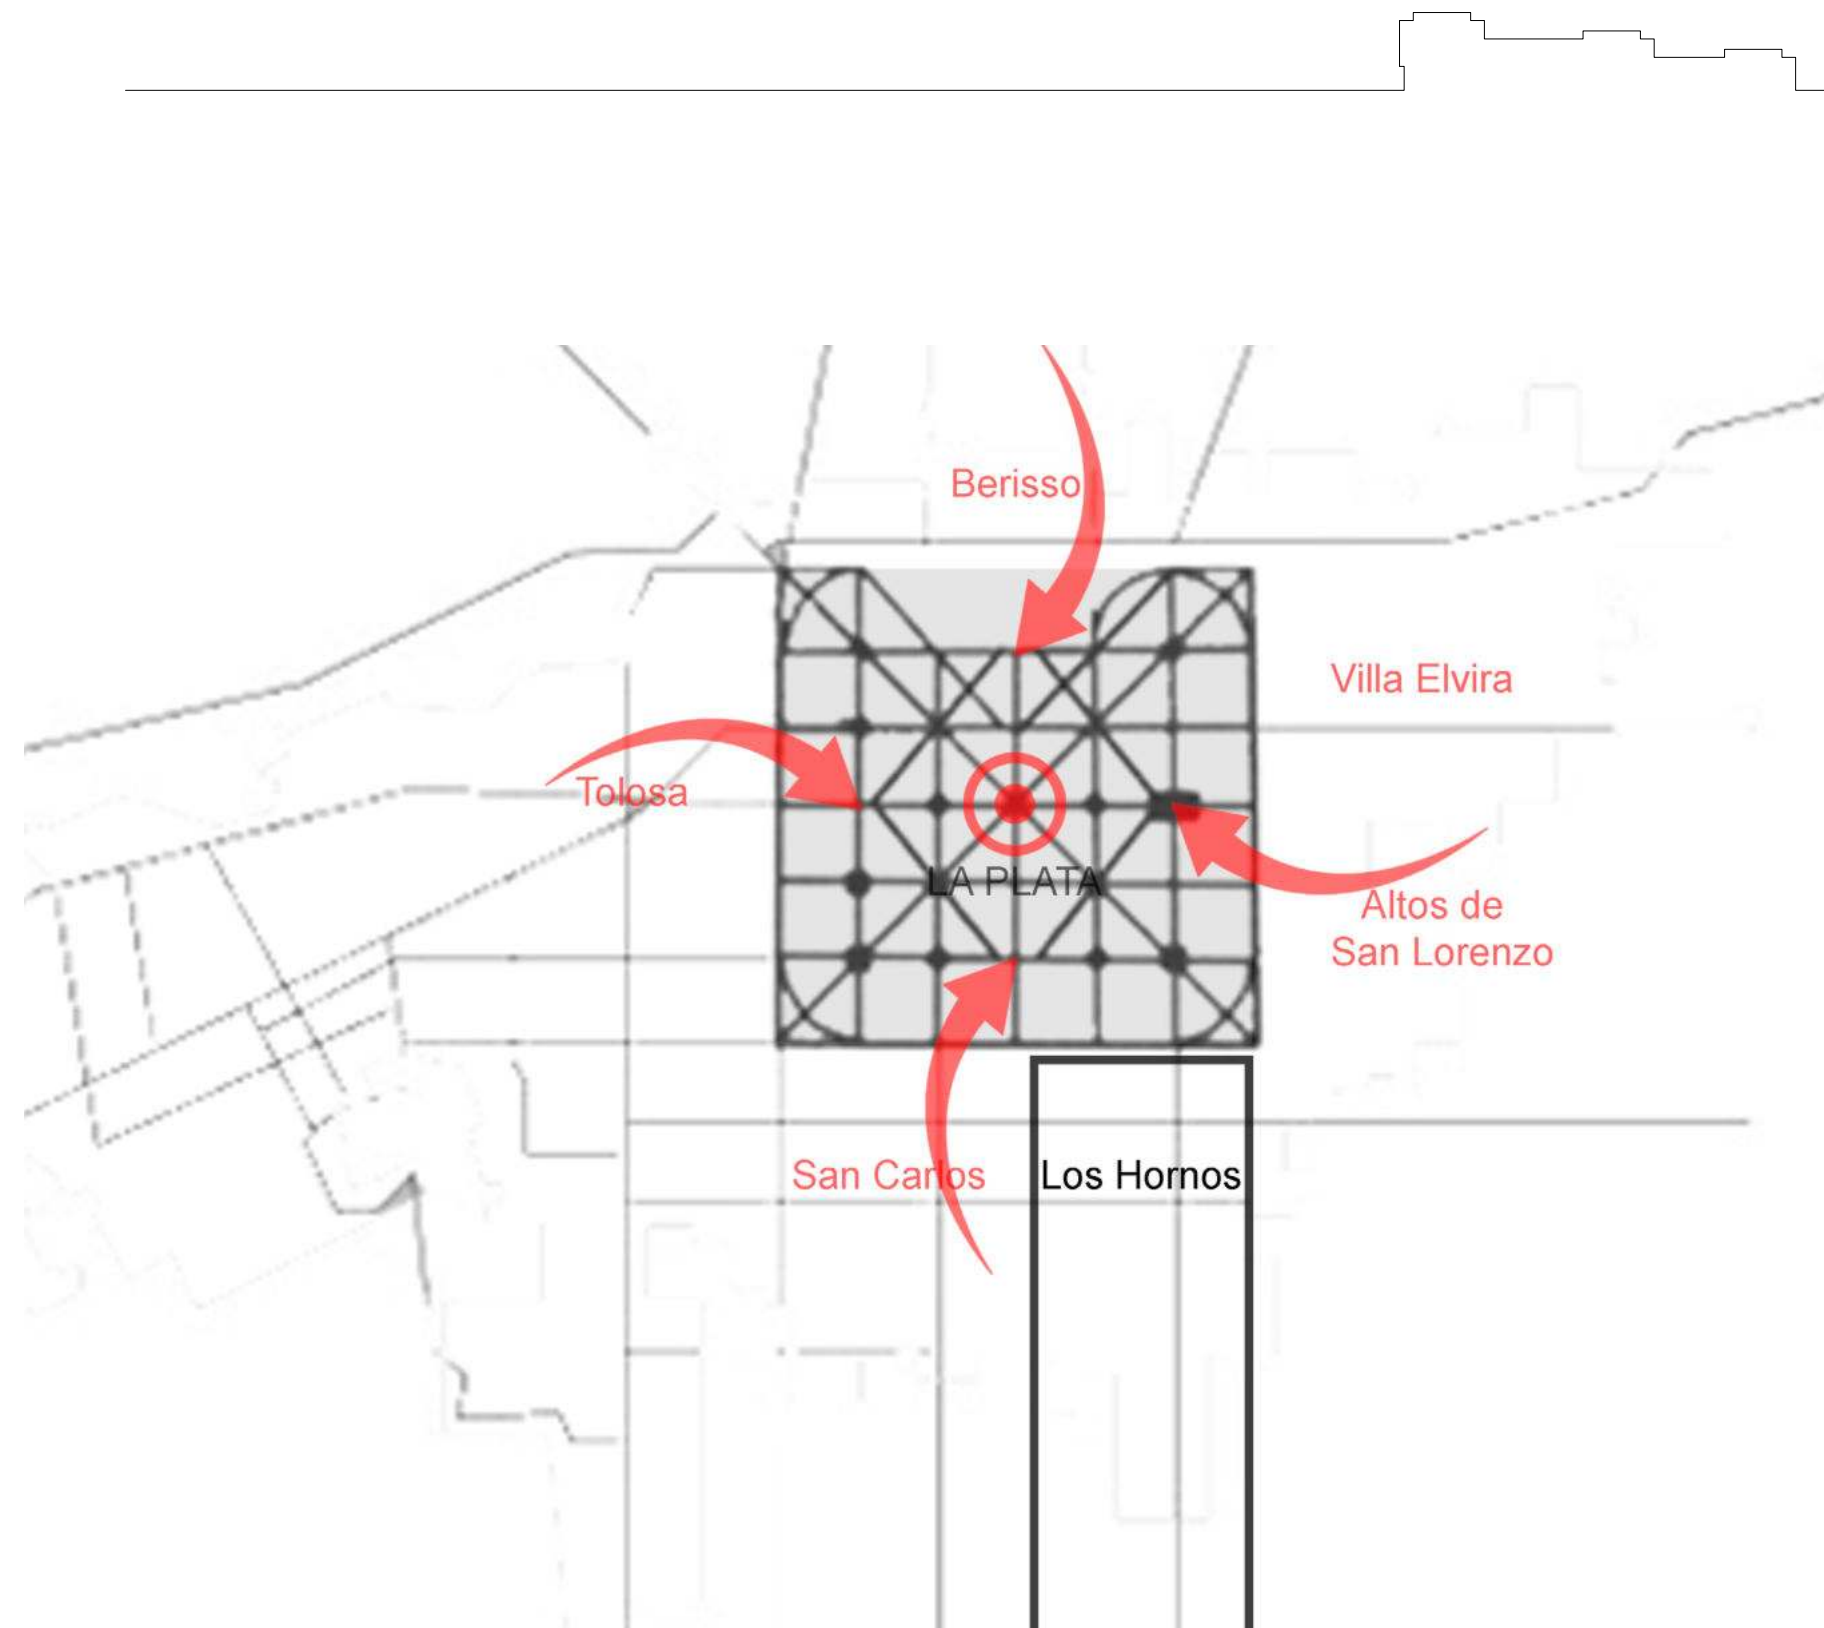 Berisso
Villa Elvira
Tolosa
LA PLATA
Altos de
San Lorenzo
San Carlos
Los Hornos